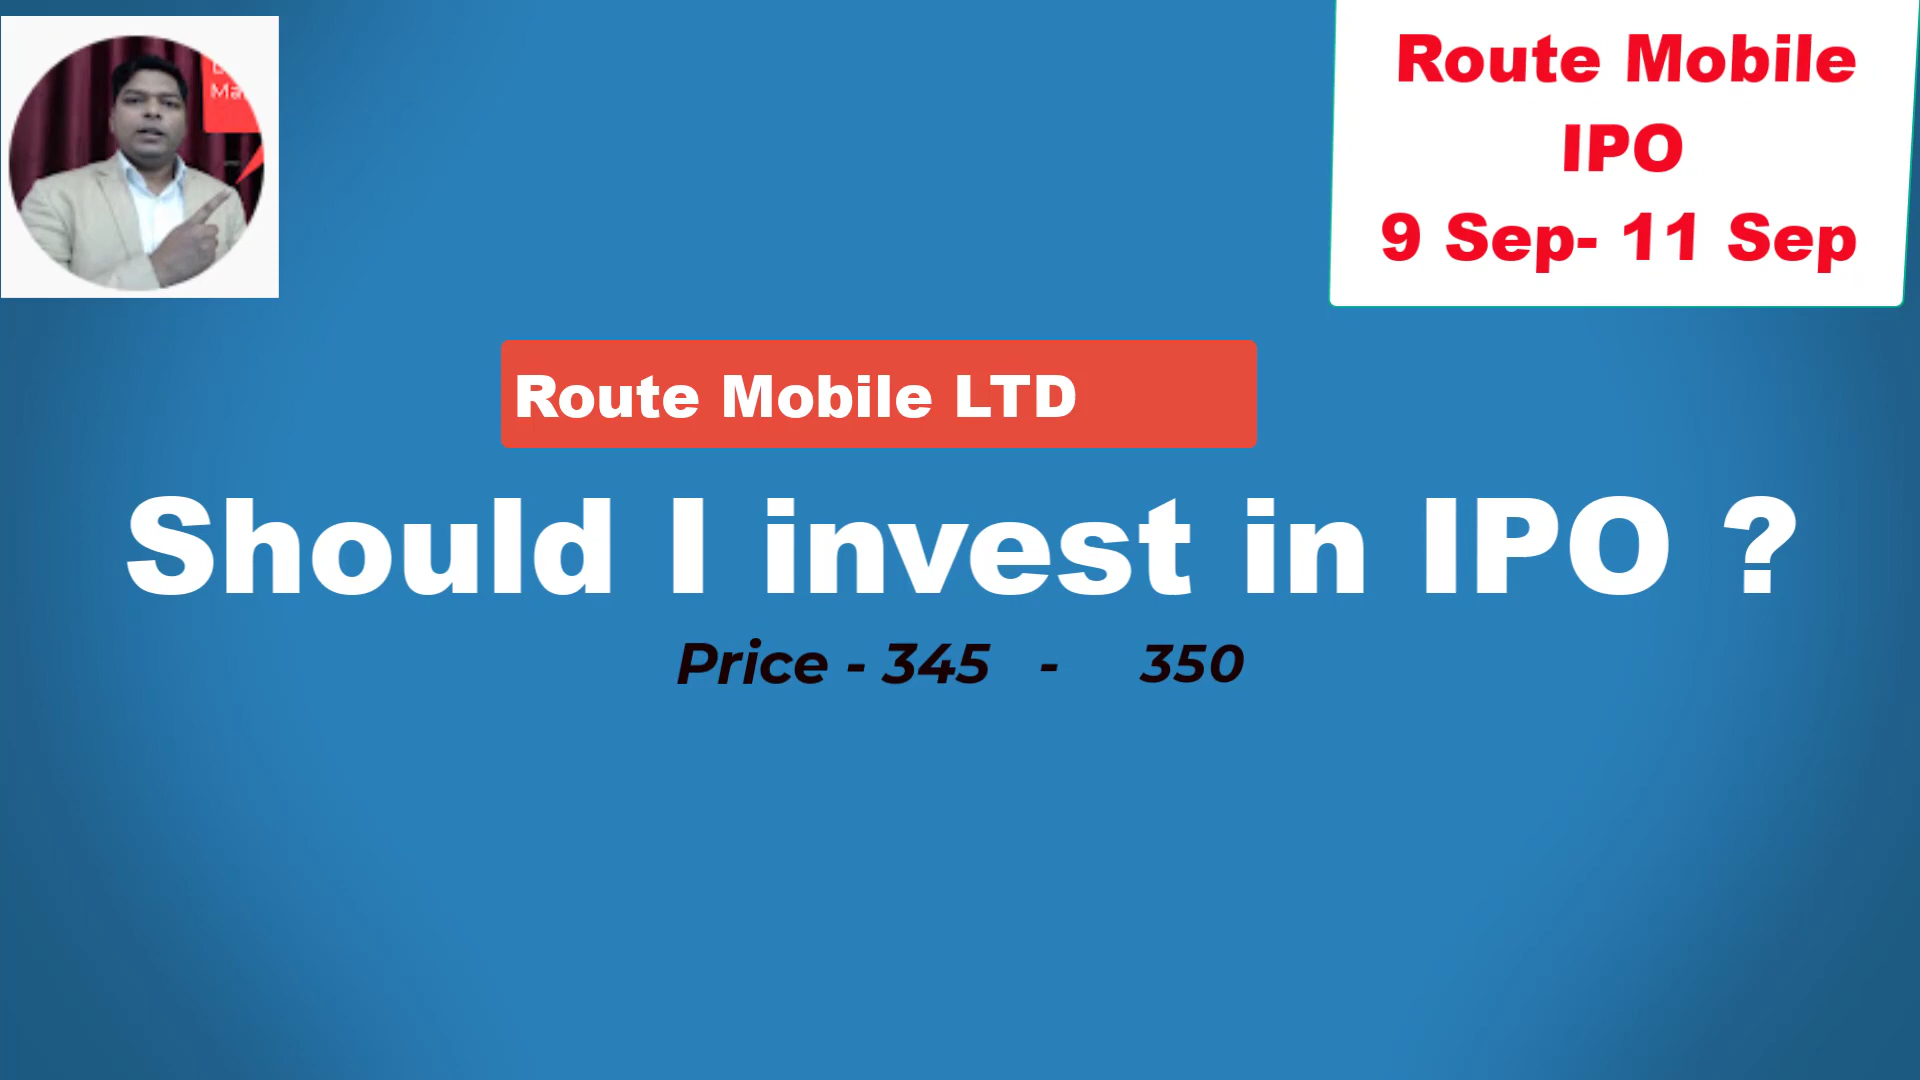 Route Mobile
IPO
9 Sep- 11 Sep
Route Mobile LTD
Should I invest in IPO ?
Price - 345 - 350